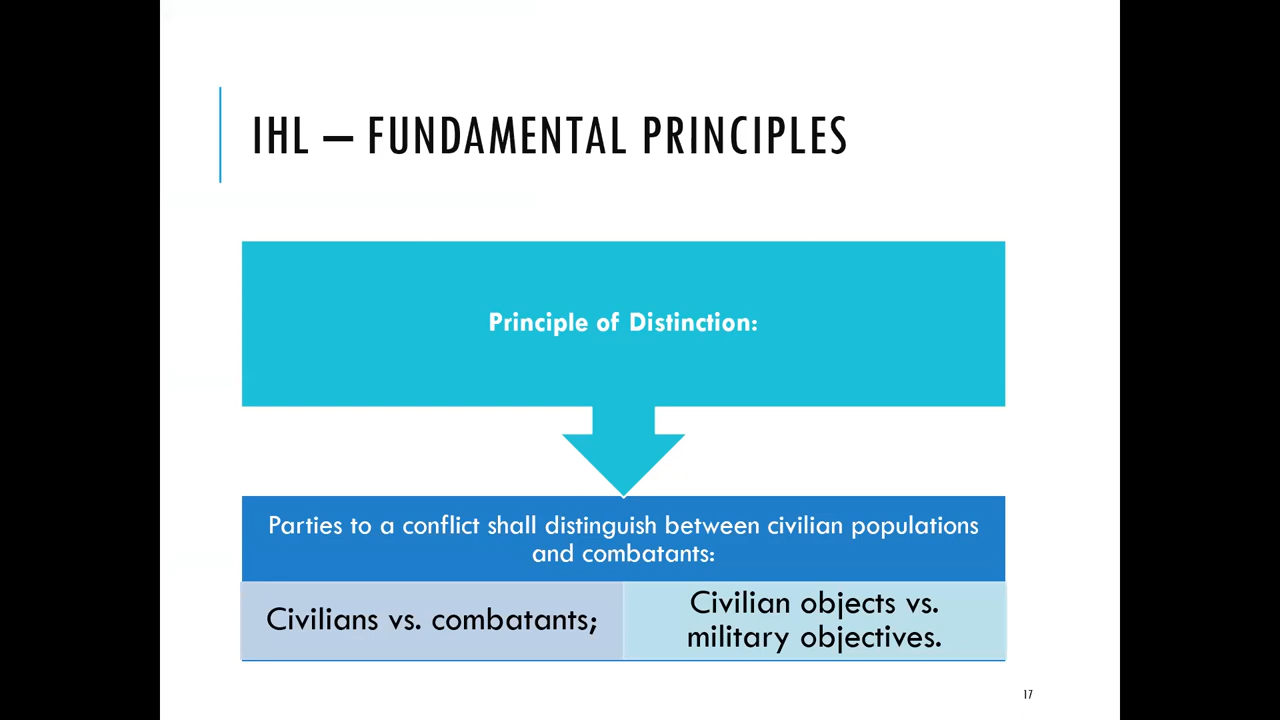 IHL – FUNDAMENTAL PRINCIPLES
Principle of Distinction:
Parties to a conflict shall distinguish between civilian populations
and combatants:
Civilians vs. combatants;
Civilian objects vs.
military objectives.
17